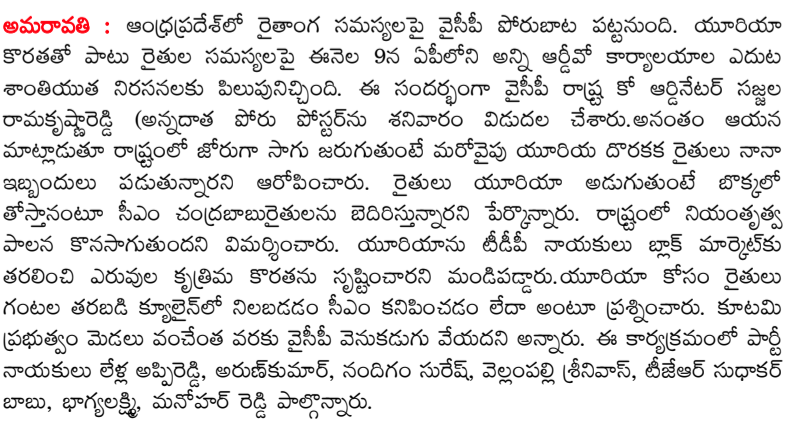 అమరావతి : ఆంధ్రప్రదేశ్‌లో రైతాంగ సమస్యలపై వైసీపీ పోరుబాట పట్టనుంది. యూరియా
కొరతతో పాటు రైతుల సమస్యలపై ఈనెల 9న ఏపీలోని అన్ని ఆర్డీవో కార్యాలయాల ఎదుట
శాంతియుత నిరసనలకు పిలుపునిచ్చింది. ఈ సందర్భంగా వైసీపీ రాష్ట్ర కో ఆర్డినేటర్ సజ్జల
రామకృష్ణారెడ్డి (అన్నదాత పోరు పోస్టర్‌ను శనివారం విడుదల చేశారు.అనంతం ఆయన
మాట్లాడుతూ రాష్ట్రంలో జోరుగా సాగు జరుగుతుంటే మరోవైపు యూరియ దొరకక రైతులు నానా
ఇబ్బందులు పడుతున్నారని ఆరోపించారు. రైతులు యూరియా అడుగుతుంటే బొక్కలో
తోస్తానంటూ సీఎం చంద్రబాబురైతులను బెదిరిస్తున్నారని పేర్కొన్నారు. రాష్ట్రంలో నియంతృత్వ
పాలన కొనసాగుతుందని విమర్శించారు. యూరియాను టీడీపీ నాయకులు బ్లాక్ మార్కెట్‌కు
తరలించి ఎరువుల కృత్రిమ కొరతను సృష్టించారని మండిపడ్డారు.యూరియా కోసం రైతులు
గంటల తరబడి క్యూలైన్‌లో నిలబడడం సీఎం కనిపించడం లేదా అంటూ ప్రశ్నించారు. కూటమి
ప్రభుత్వం మెడలు వంచేంత వరకు వైసీపీ వెనుకడుగు వేయదని అన్నారు. ఈ కార్యక్రమంలో పార్టీ
నాయకులు లేళ్ల అప్పిరెడ్డి, అరుణ్‌కుమార్, నందిగం సురేష్, వెల్లంపల్లి శ్రీనివాస్, టీజేఆర్ సుధాకర్
బాబు, భాగ్యలక్ష్మి, మనోహర్ రెడ్డి పాల్గొన్నారు.